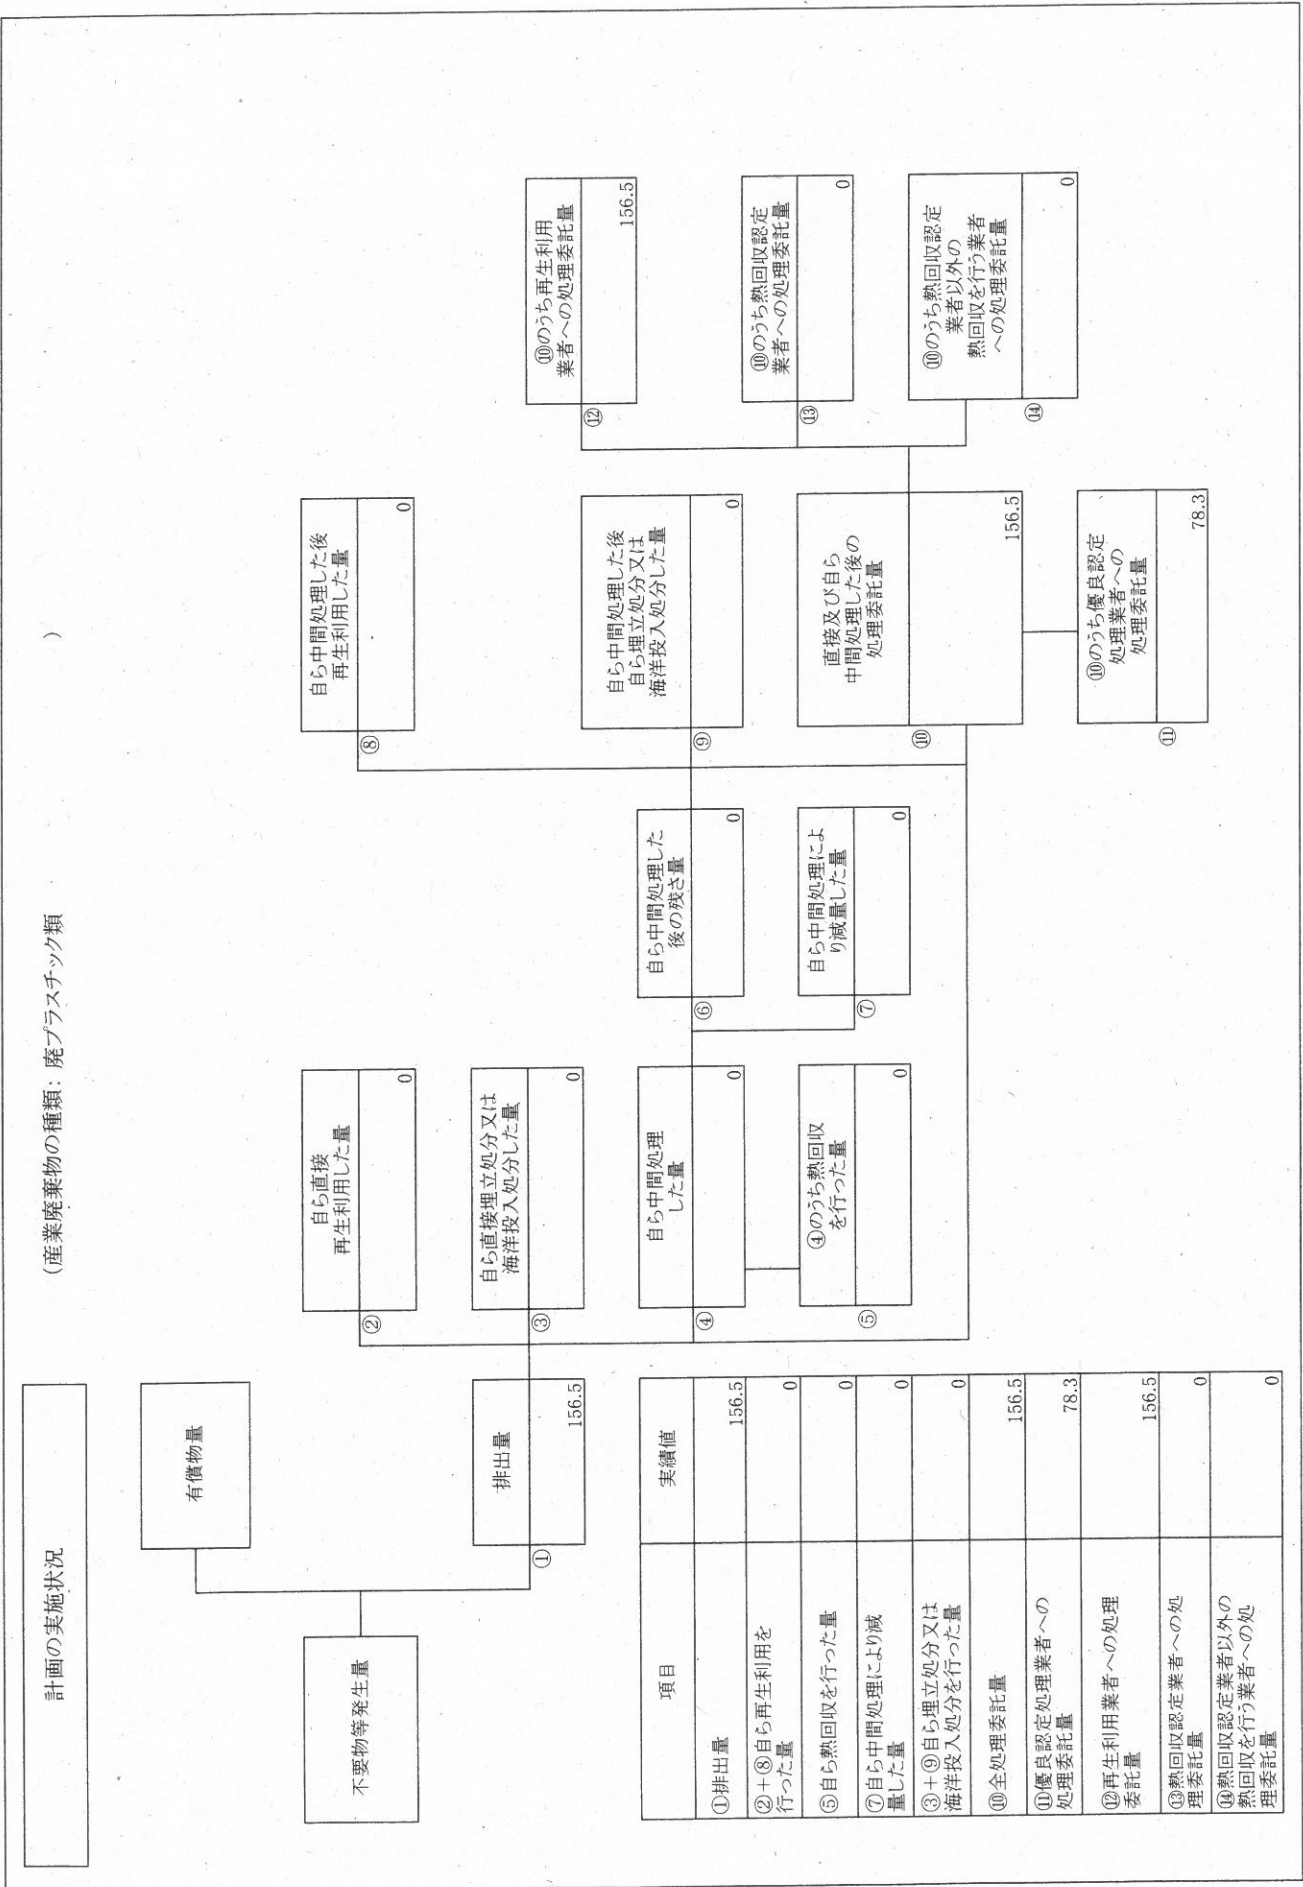 計画の実施状況
(産業廃棄物の種類：廃プラスチック類
)
不要物等発生量
有償物量
①
排出量
156.5
②
自ら直接
再生利用した量
0
③
自ら直接埋立処分又は
海洋投入処分した量
0
④
自ら中間処理
した量
0
⑤
④のうち熱回収
を行った量
0
⑥
自ら中間処理した
後の残さ量
0
⑦
自ら中間処理によ
り減量した量
0
⑧
自ら中間処理した後
再生利用した量
0
⑨
自ら中間処理した後
自ら埋立処分又は
海洋投入処分した量
0
⑩
直接及び自ら
中間処理した後の
処理委託量
156.5
⑪
⑩のうち優良認定
処理業者への
処理委託量
78.3
⑫
⑩のうち再生利用
業者への処理委託量
156.5
⑬
⑩のうち熱回収認定
業者への処理委託量
0
⑭
⑩のうち熱回収認定
業者以外の
熱回収を行う業者
への処理委託量
0
項目 実績値
①排出量 156.5
②+⑧自ら再生利用を
行った量 0
⑤自ら熱回収を行った量 0
⑦自ら中間処理により減
量した量 0
③+⑨自ら埋立処分又は
海洋投入処分を行った量 0
⑩全処理委託量 156.5
⑪優良認定処理業者への
処理委託量 78.3
⑫再生利用業者への処理
委託量 156.5
⑬熱回収認定業者への処
理委託量 0
⑭熱回収認定業者以外の
熱回収を行う業者への処
理委託量 0